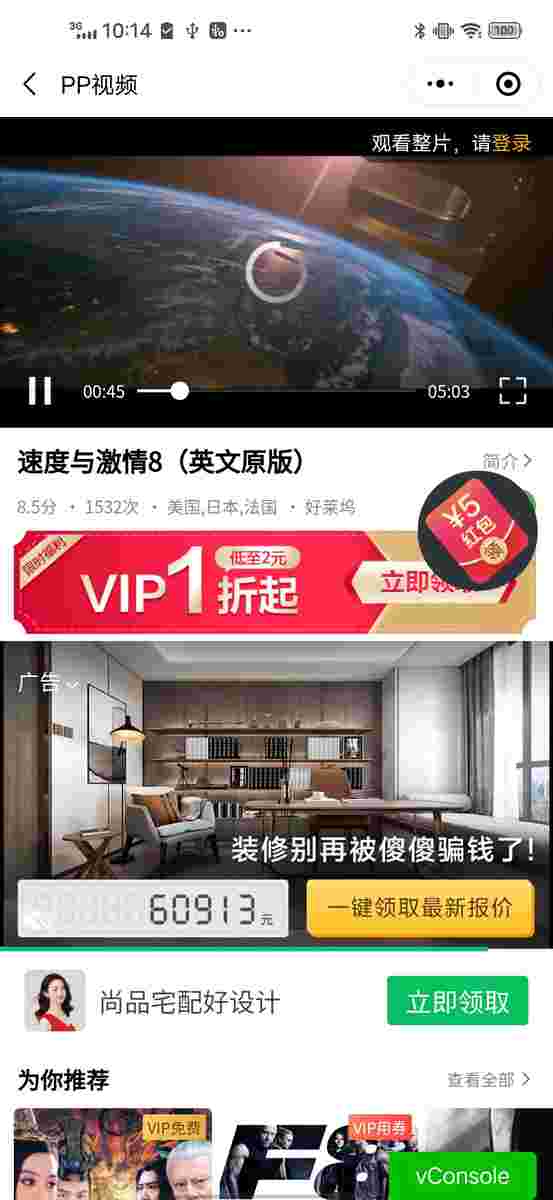 3G 10:14 100
PP视频
观看整片，请登录
00:45 05:03
速度与激情8（英文原版）
简介
8.5分 · 1532次 · 美国,日本,法国 · 好莱坞
¥5
红包
领
限时福利
VIP1折起
低至2元
立即领取
广告
装修别再被傻傻骗钱了!
60913元
一键领取最新报价
尚品宅配好设计
立即领取
为你推荐
查看全部
VIP免费
VIP用券
F8
vConsole